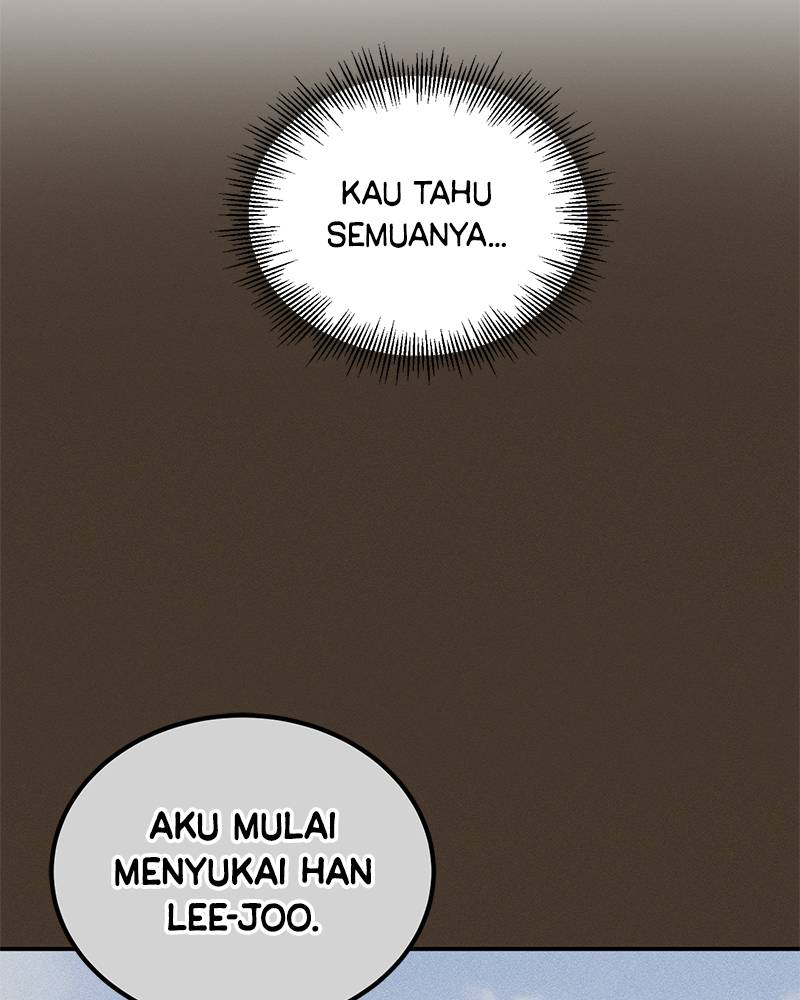 KAU TAHU
SEMUANYA...
AKU MULAI
MENYUKAI HAN
LEE-JOO.